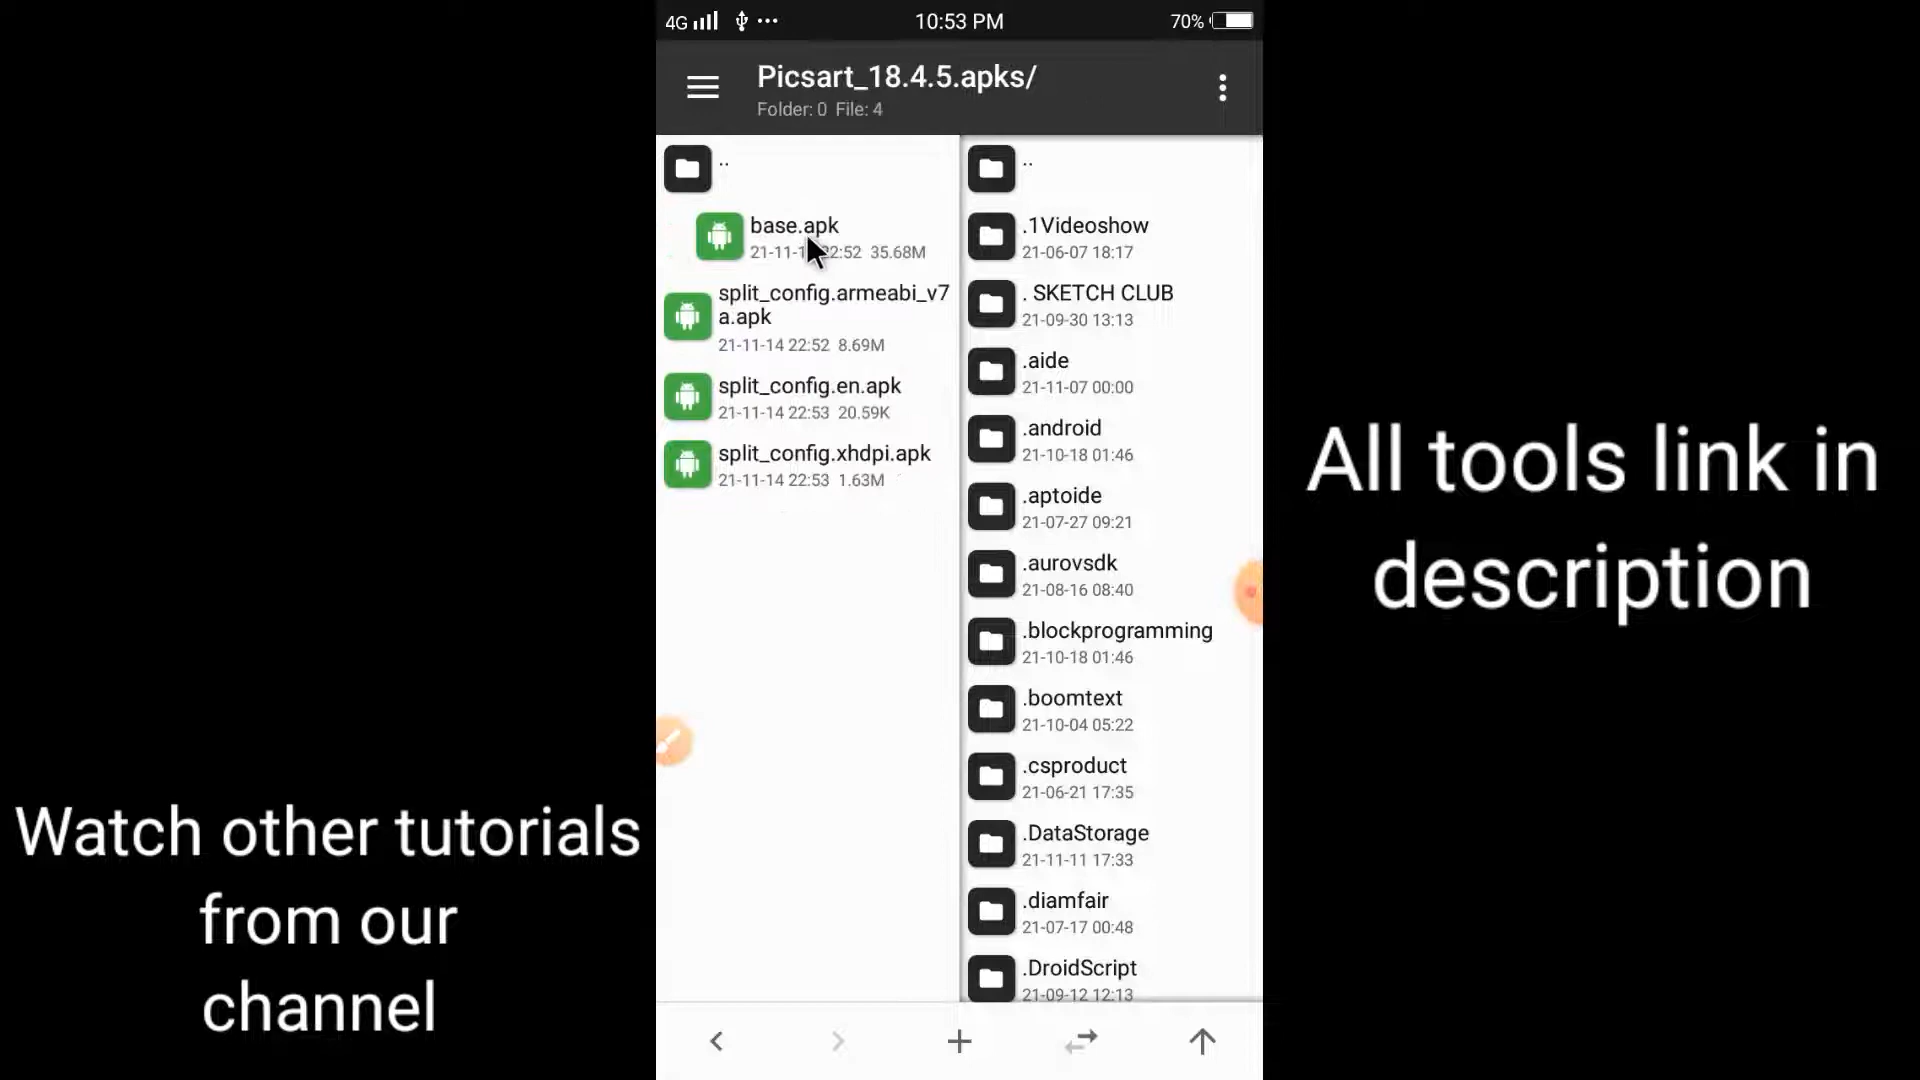 4G 10:53 PM 70%
Picsart_18.4.5.apks/
Folder: 0 File: 4
..
base.apk
22:52 35.68M
split_config.armeabi_v7
a.apk
21-11-14 22:52 8.69M
split_config.en.apk
21-11-14 22:53 20.59K
split_config.xhdpi.apk
21-11-14 22:53 1.63M
..
.1Videoshow
21-06-07 18:17
. SKETCH CLUB
21-09-30 13:13
.aide
21-11-07 00:00
.android
21-10-18 01:46
.aptoide
21-07-27 09:21
.aurovsdk
21-08-16 08:40
.blockprogramming
21-10-18 01:46
.boomtext
21-10-04 05:22
.csproduct
21-06-21 17:35
.DataStorage
21-11-11 17:33
.diamfair
21-07-17 00:48
.DroidScript
21-09-12 12:13
Watch other tutorials
from our
channel
All tools link in
description